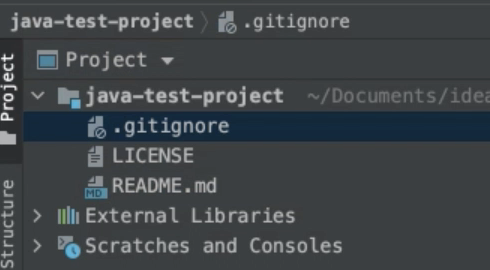 java-test-project 〉 .gitignore
Project
Project
java-test-project ~/Documents/idea
.gitignore
LICENSE
MD README.md
External Libraries
Scratches and Consoles
Structure